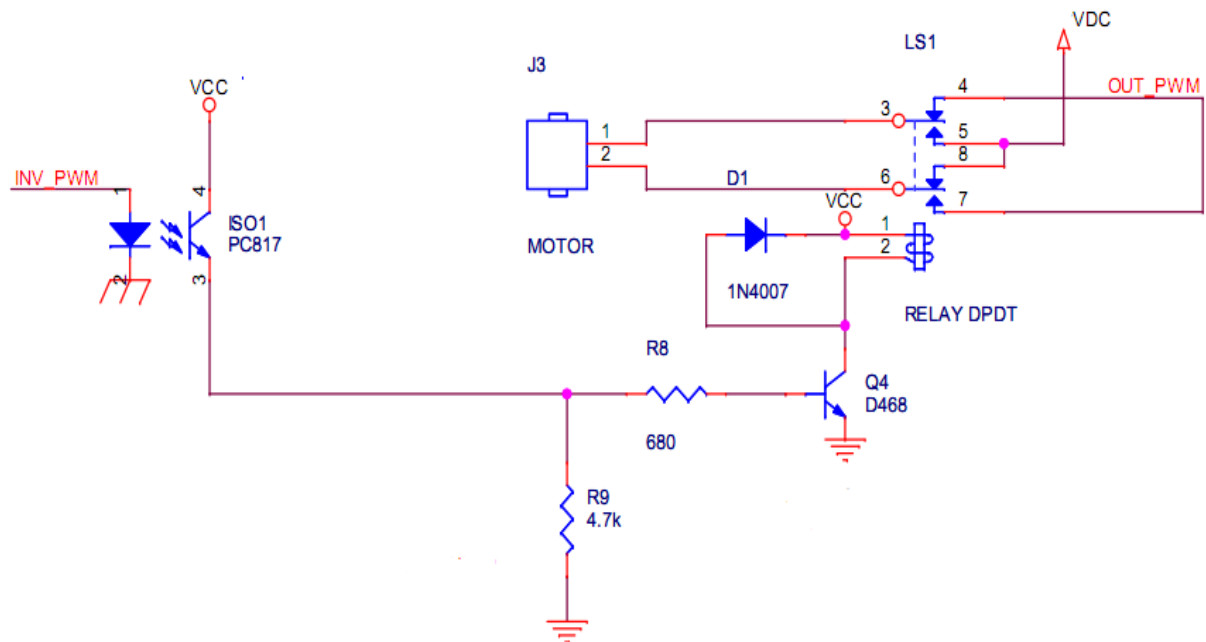 VDC
LS1
J3
VCC
4
OUT_PWM
3
1
5
2
8
INV_PWM
1
4
6
D1
7
ISO1
PC817
VCC
1
MOTOR
2
2
3
1N4007
RELAY DPDT
R8
Q4
D468
680
R9
4.7k